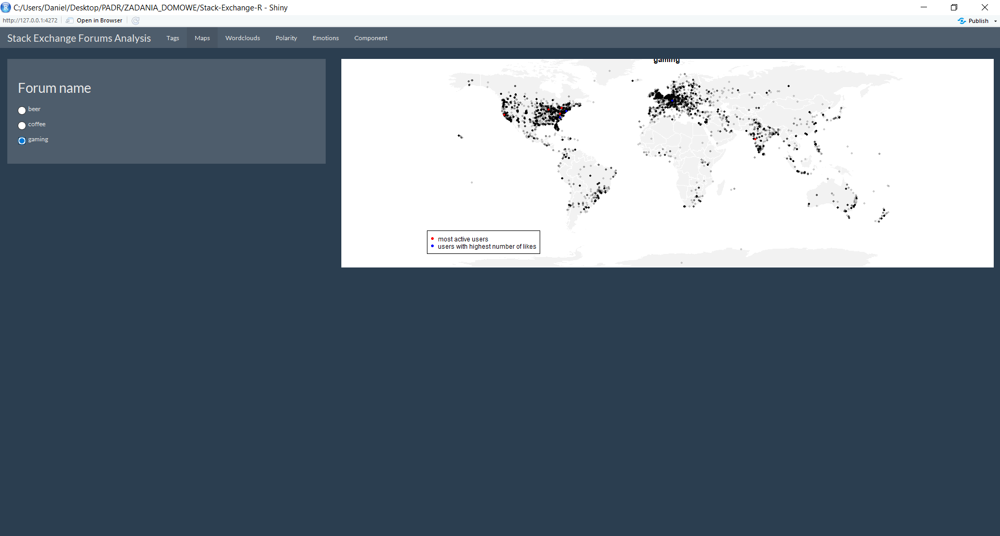 C:/Users/Daniel/Desktop/PADR/ZADANIA_DOMOWE/Stack-Exchange-R - Shiny
http://127.0.0.1:4272 Open in Browser Publish
Stack Exchange Forums Analysis Tags Maps Wordclouds Polarity Emotions Component
Forum name
beer
coffee
gaming
gaming
most active users
users with highest number of likes